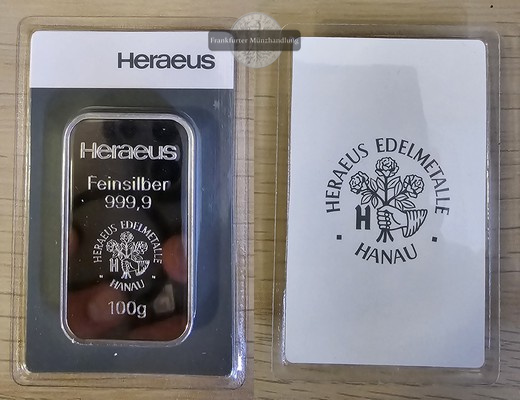 Heraeus
Heraeus
Feinsilber
999,9
HERAEUS EDELMETALLE
H
HANAU
100g
Frankfurter Münzhandlung
HERAEUS EDELMETALLE
H
HANAU